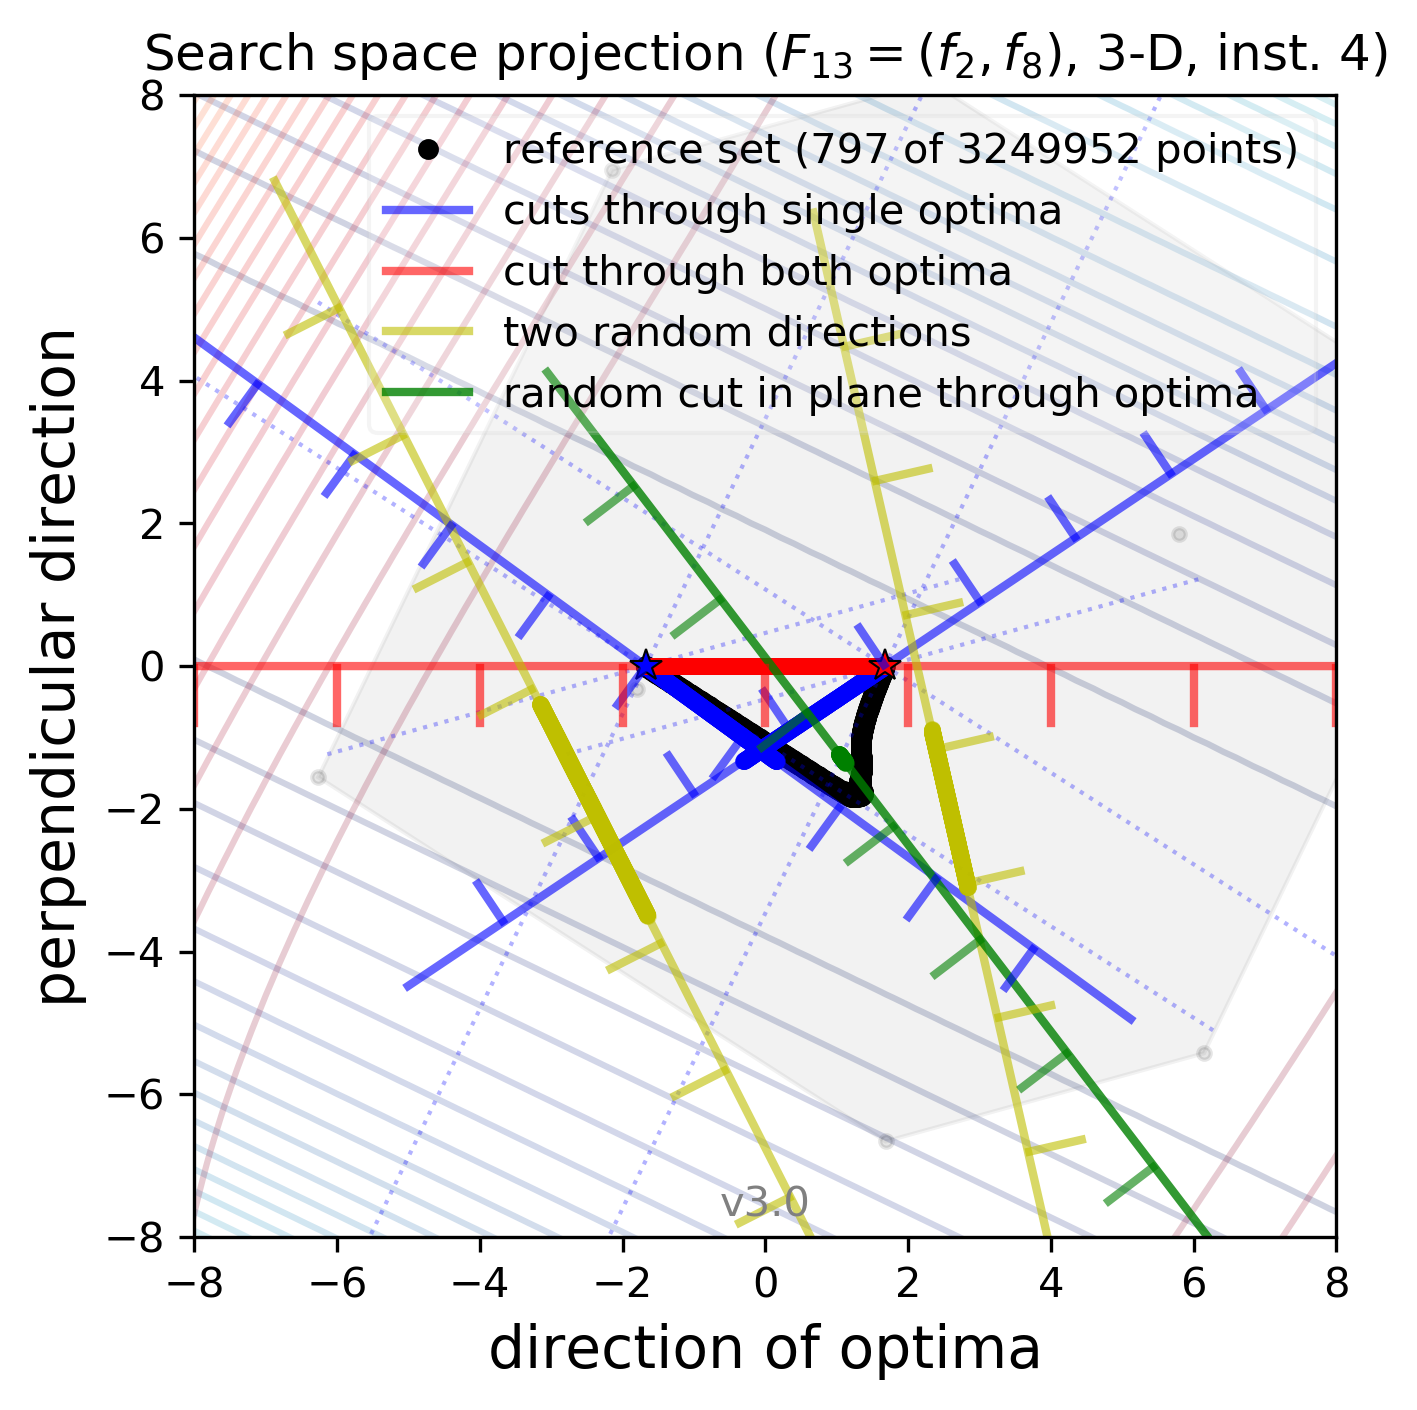 Search space projection (F₁₃ = (f₂, f₈), 3-D, inst. 4)
reference set (797 of 3249952 points)
cuts through single optima
cut through both optima
two random directions
random cut in plane through optima
perpendicular direction
8
6
4
2
0
−2
−4
−6
−8
v3.0
−8 −6 −4 −2 0 2 4 6 8
direction of optima